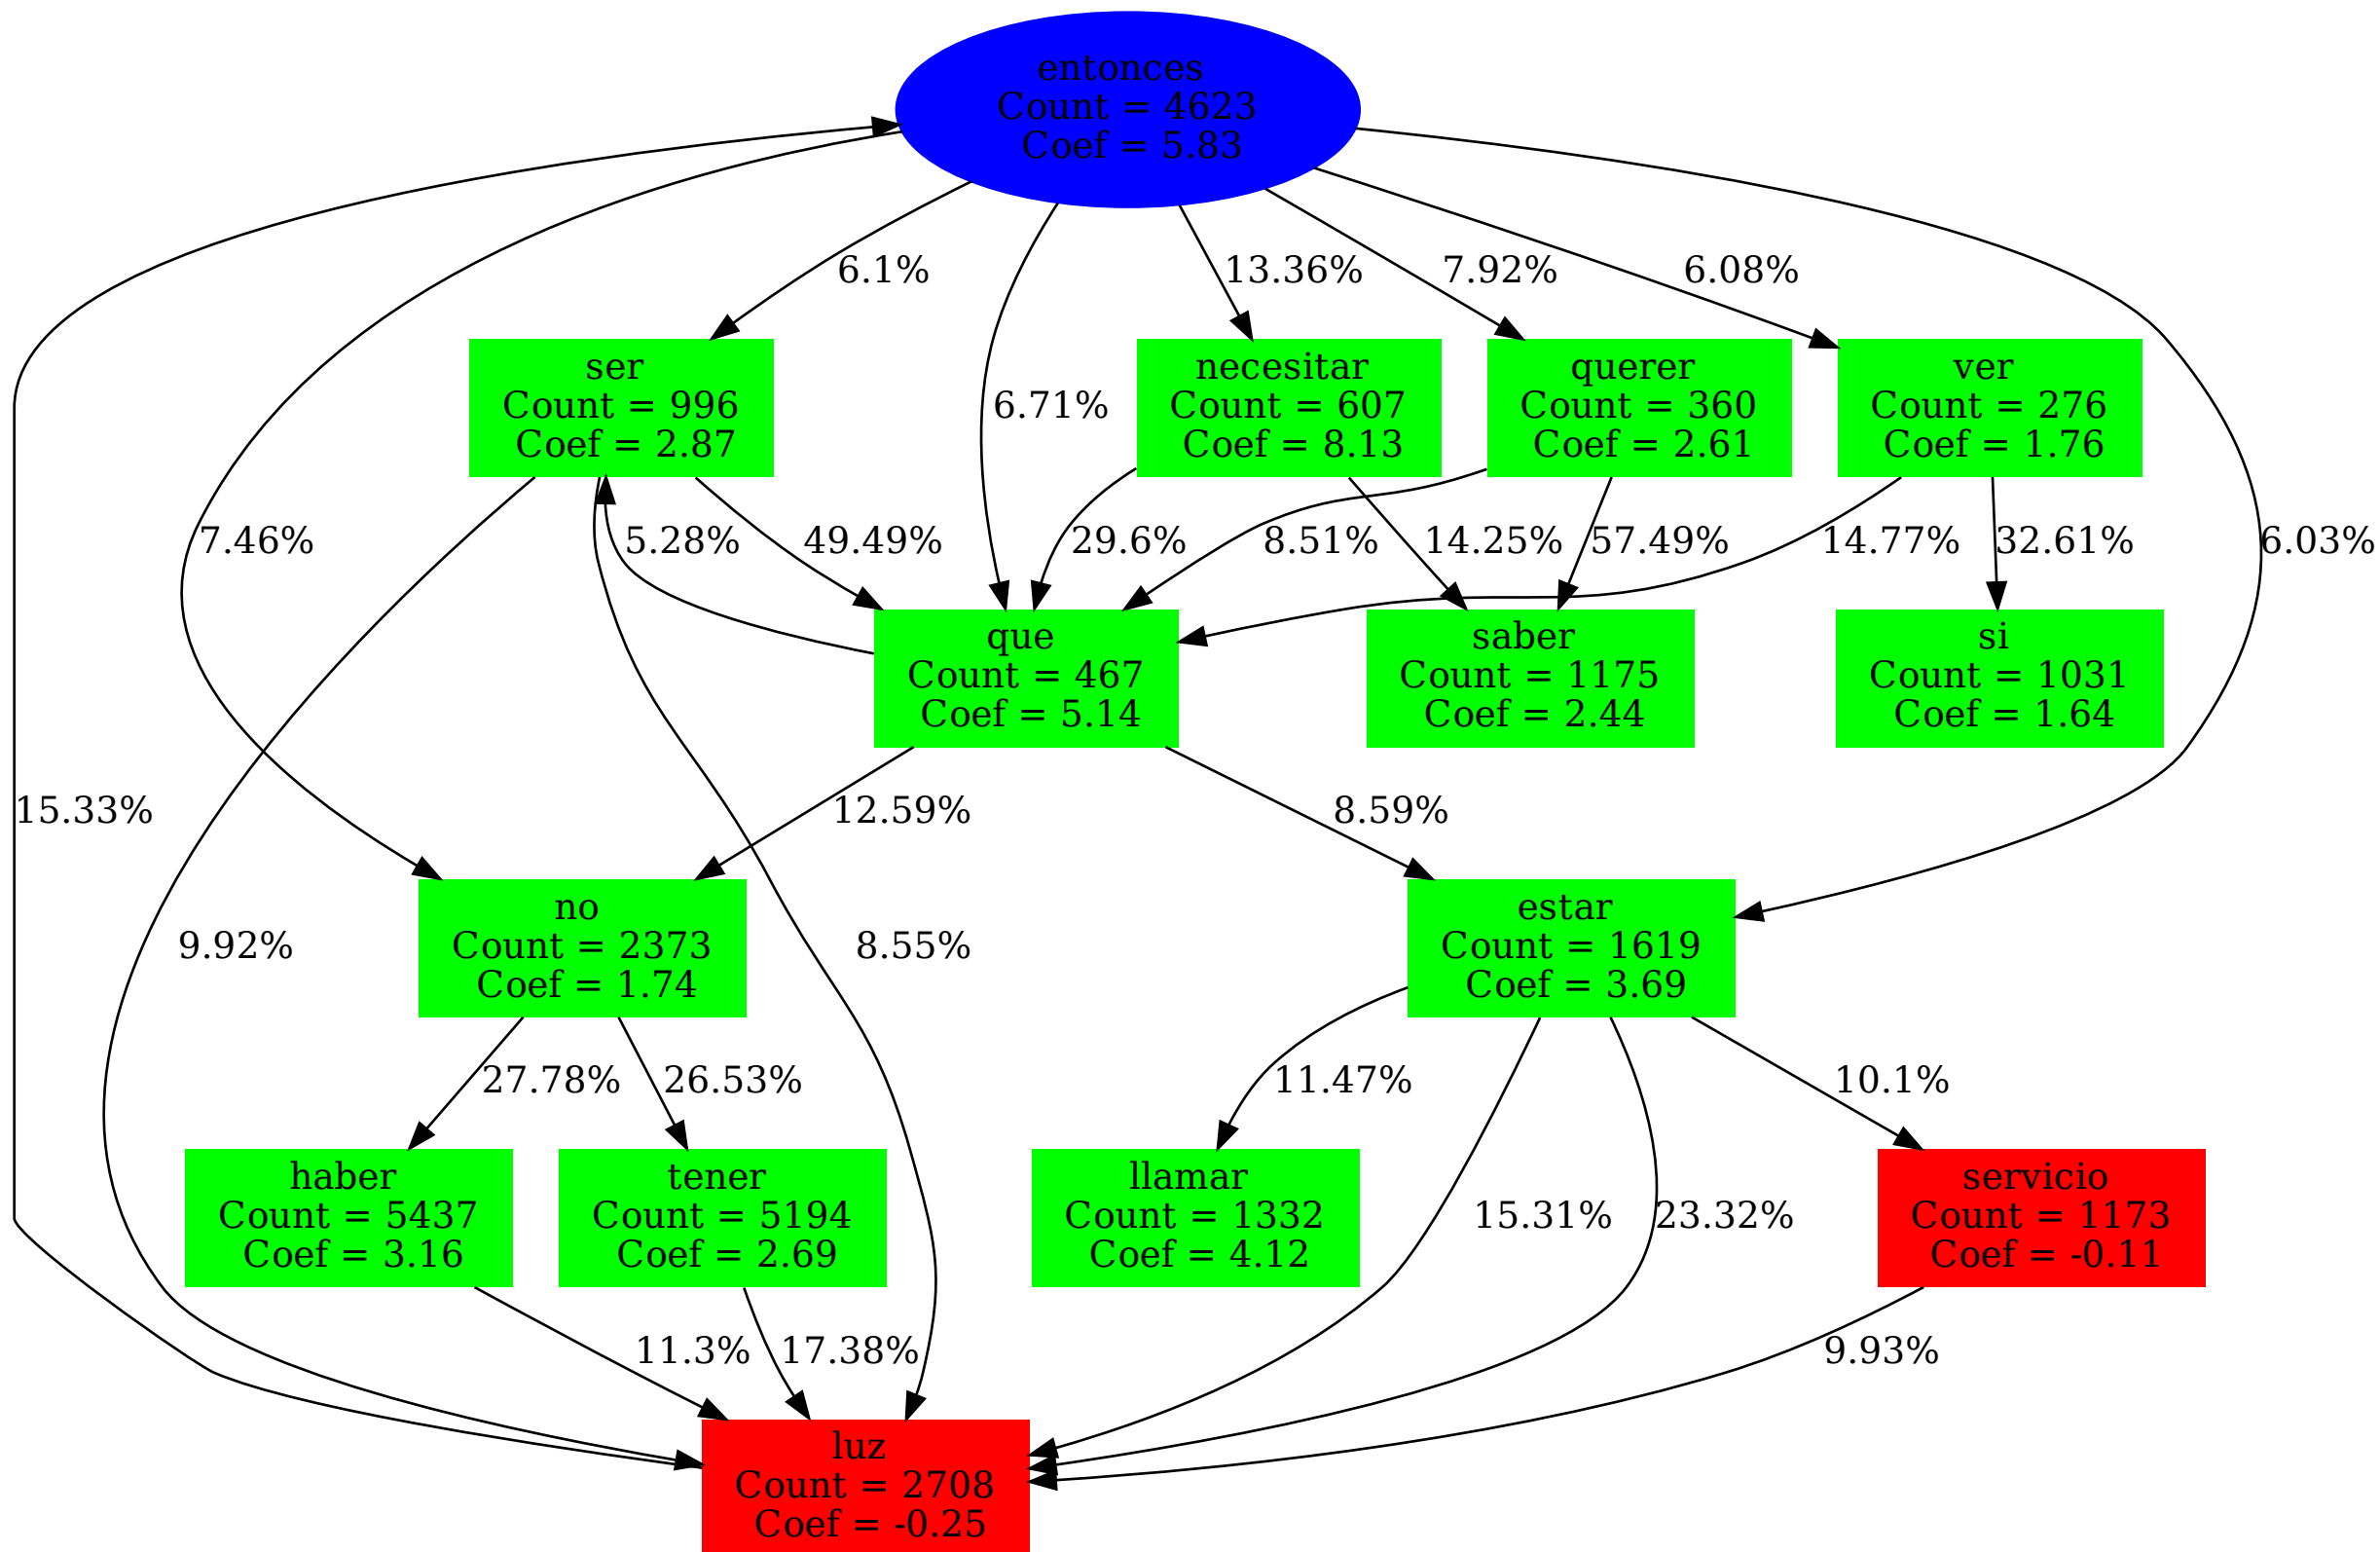 entonces
Count = 4623
Coef = 5.83
6.1%
13.36%
7.92%
6.08%
ser
Count = 996
Coef = 2.87
6.71%
necesitar
Count = 607
Coef = 8.13
querer
Count = 360
Coef = 2.61
ver
Count = 276
Coef = 1.76
7.46%
5.28%
49.49%
29.6%
8.51%
14.25%
57.49%
14.77%
32.61%
6.03%
que
Count = 467
Coef = 5.14
saber
Count = 1175
Coef = 2.44
si
Count = 1031
Coef = 1.64
15.33%
12.59%
8.59%
9.92%
no
Count = 2373
Coef = 1.74
8.55%
estar
Count = 1619
Coef = 3.69
27.78%
26.53%
11.47%
10.1%
haber
Count = 5437
Coef = 3.16
tener
Count = 5194
Coef = 2.69
llamar
Count = 1332
Coef = 4.12
15.31%
23.32%
servicio
Count = 1173
Coef = -0.11
11.3%
17.38%
9.93%
luz
Count = 2708
Coef = -0.25